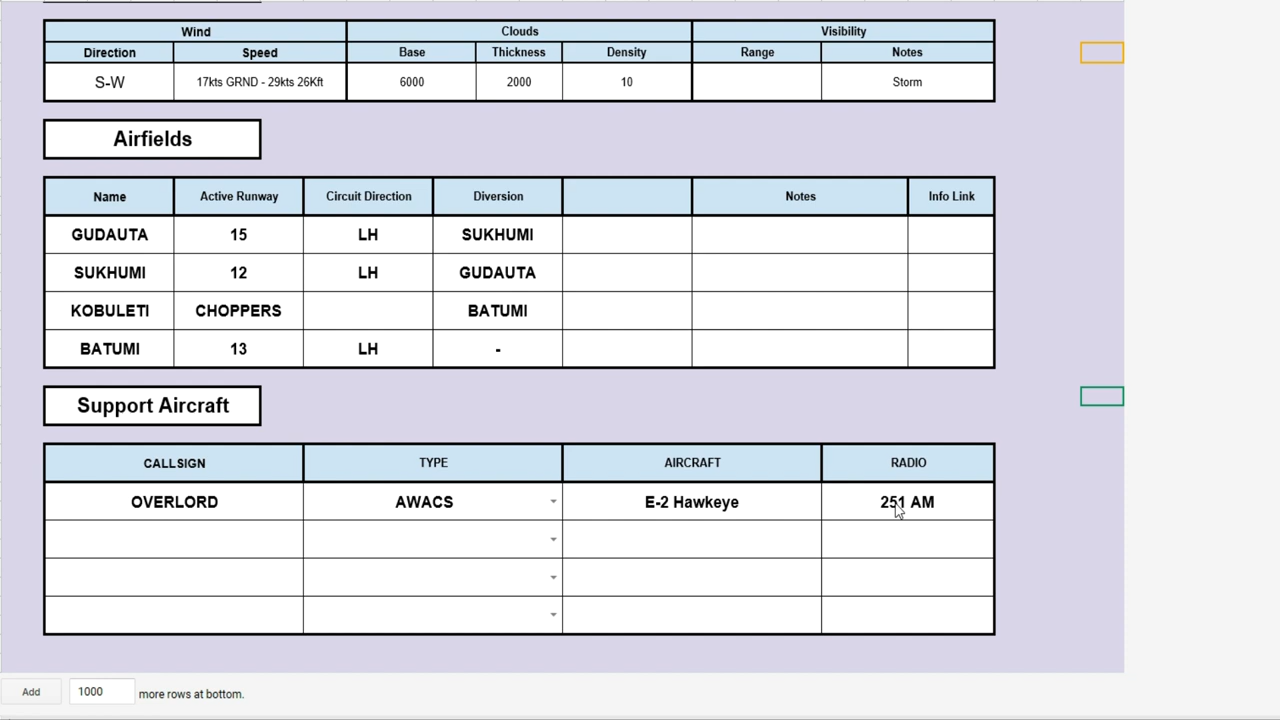 Wind Clouds Visibility
Direction Speed Base Thickness Density Range Notes
S-W 17kts GRND - 29kts 26Kft 6000 2000 10 Storm
Airfields
Name Active Runway Circuit Direction Diversion Notes Info Link
GUDAUTA 15 LH SUKHUMI
SUKHUMI 12 LH GUDAUTA
KOBULETI CHOPPERS BATUMI
BATUMI 13 LH -
Support Aircraft
CALLSIGN TYPE AIRCRAFT RADIO
OVERLORD AWACS E-2 Hawkeye 251 AM
Add 1000 more rows at bottom.